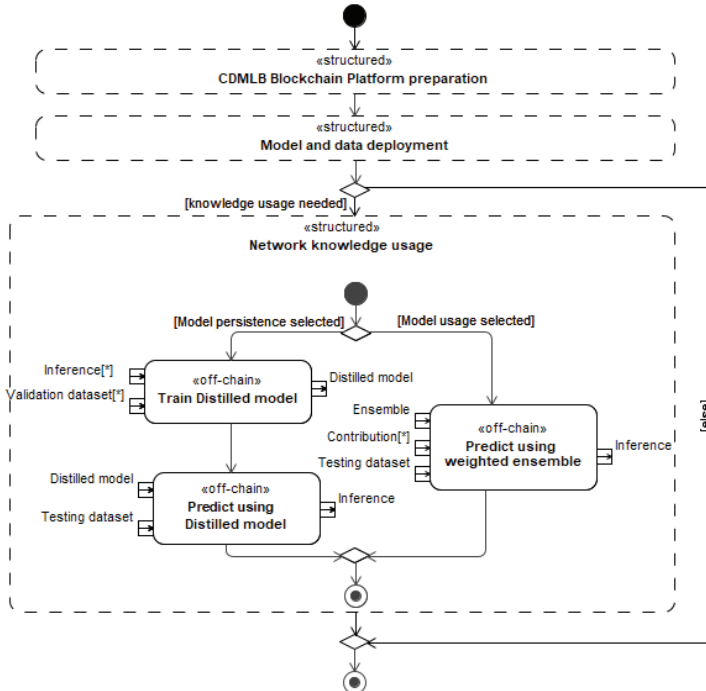 «structured»
CDMLB Blockchain Platform preparation
«structured»
Model and data deployment
[knowledge usage needed]
«structured»
Network knowledge usage
[Model persistence selected]
[Model usage selected]
Inference[*]
Validation dataset[*]
«off-chain»
Train Distilled model
Distilled model
Ensemble
Contribution[*]
Testing dataset
«off-chain»
Predict using
weighted ensemble
Inference
[else]
Distilled model
Testing dataset
«off-chain»
Predict using
Distilled model
Inference